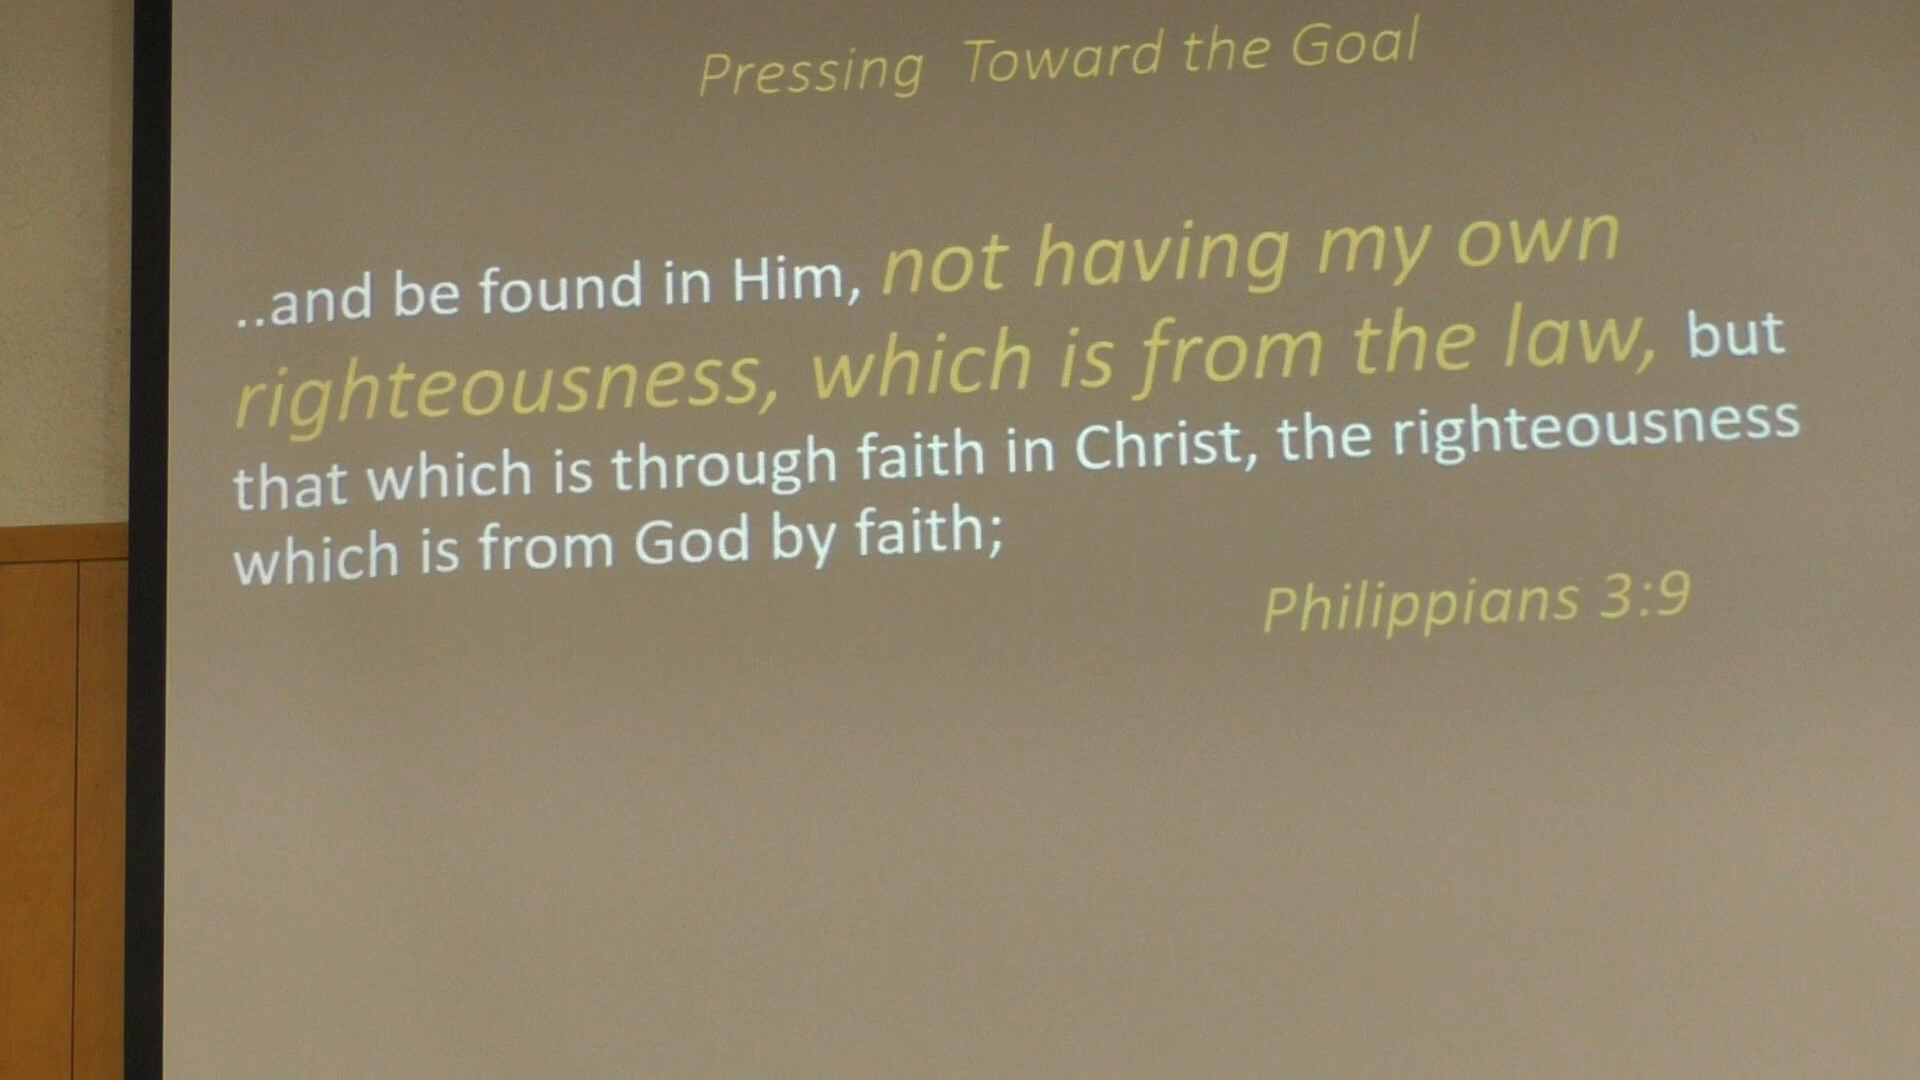 Pressing Toward the Goal
..and be found in Him, not having my own
righteousness, which is from the law, but
that which is through faith in Christ, the righteousness
which is from God by faith;
Philippians 3:9